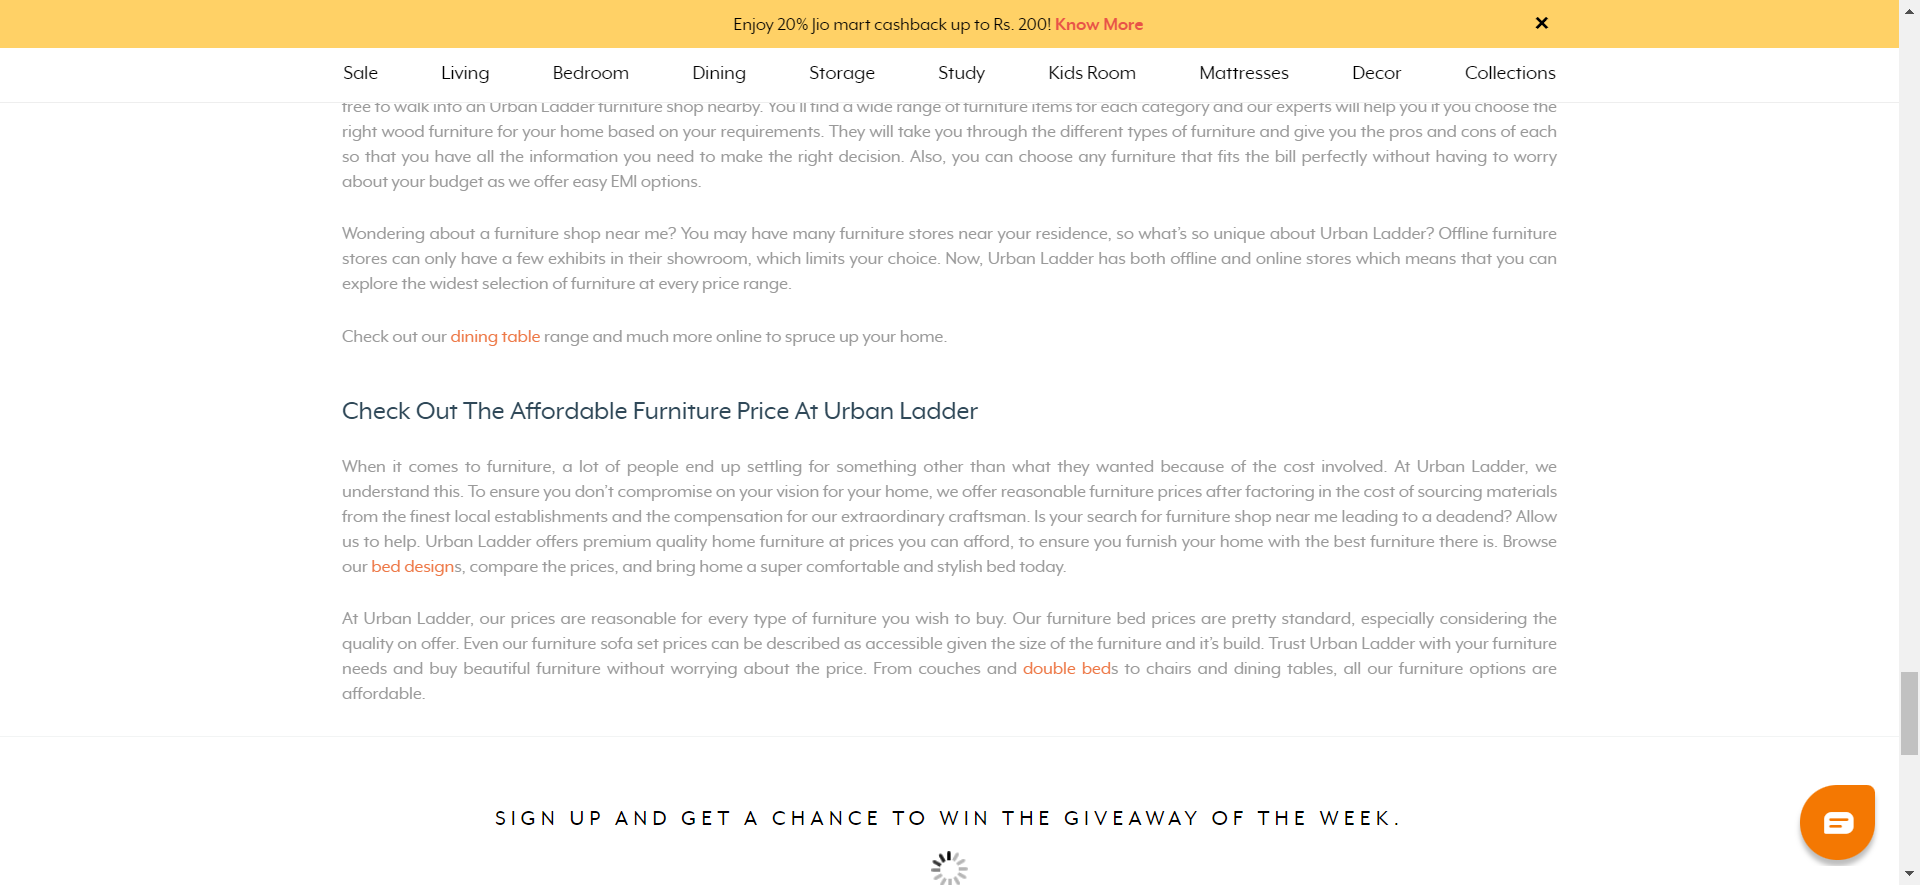 Enjoy 20% Jio mart cashback up to Rs. 200! Know More ×
Sale Living Bedroom Dining Storage Study Kids Room Mattresses Decor Collections
free to walk into an Urban Ladder furniture shop nearby. You'll find a wide range of furniture items for each category and our experts will help you if you choose the
right wood furniture for your home based on your requirements. They will take you through the different types of furniture and give you the pros and cons of each
so that you have all the information you need to make the right decision. Also, you can choose any furniture that fits the bill perfectly without having to worry
about your budget as we offer easy EMI options.
Wondering about a furniture shop near me? You may have many furniture stores near your residence, so what's so unique about Urban Ladder? Offline furniture
stores can only have a few exhibits in their showroom, which limits your choice. Now, Urban Ladder has both offline and online stores which means that you can
explore the widest selection of furniture at every price range.
Check out our dining table range and much more online to spruce up your home.
Check Out The Affordable Furniture Price At Urban Ladder
When it comes to furniture, a lot of people end up settling for something other than what they wanted because of the cost involved. At Urban Ladder, we
understand this. To ensure you don't compromise on your vision for your home, we offer reasonable furniture prices after factoring in the cost of sourcing materials
from the finest local establishments and the compensation for our extraordinary craftsman. Is your search for furniture shop near me leading to a deadend? Allow
us to help. Urban Ladder offers premium quality home furniture at prices you can afford, to ensure you furnish your home with the best furniture there is. Browse
our bed designs, compare the prices, and bring home a super comfortable and stylish bed today.
At Urban Ladder, our prices are reasonable for every type of furniture you wish to buy. Our furniture bed prices are pretty standard, especially considering the
quality on offer. Even our furniture sofa set prices can be described as accessible given the size of the furniture and it's build. Trust Urban Ladder with your furniture
needs and buy beautiful furniture without worrying about the price. From couches and double beds to chairs and dining tables, all our furniture options are
affordable.
SIGN UP AND GET A CHANCE TO WIN THE GIVEAWAY OF THE WEEK.